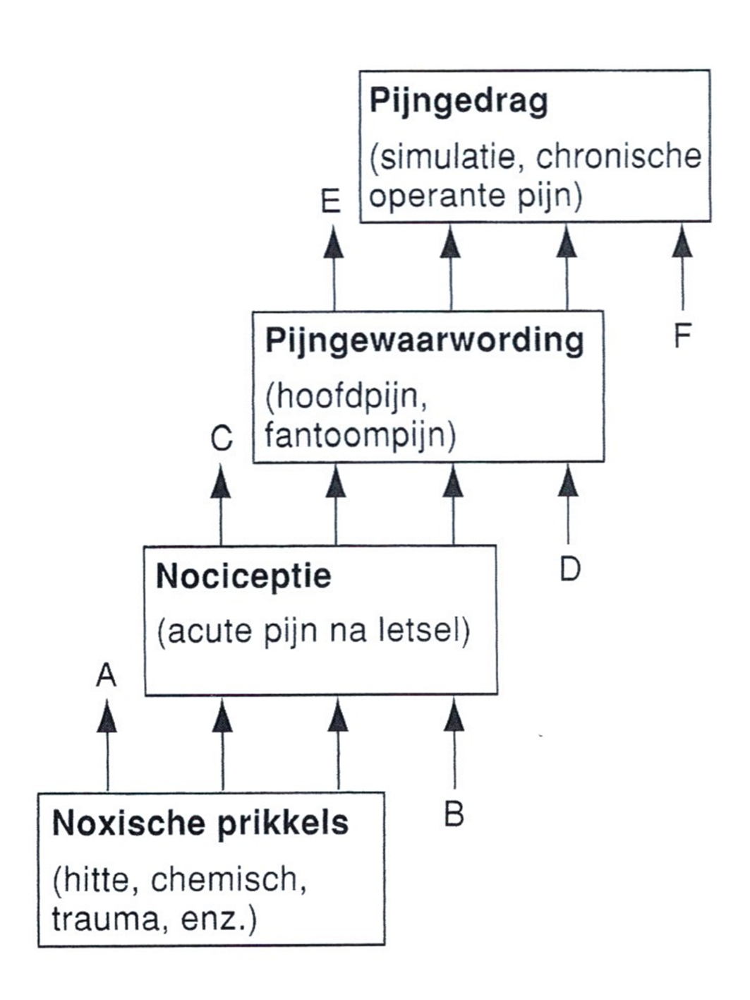 Pijngedrag
(simulatie, chronische
operante pijn)
E
Pijngewaarwording
(hoofdpijn,
fantoompijn)
F
C
Nociceptie
(acute pijn na letsel)
D
A
Noxische prikkels
(hitte, chemisch,
trauma, enz.)
B